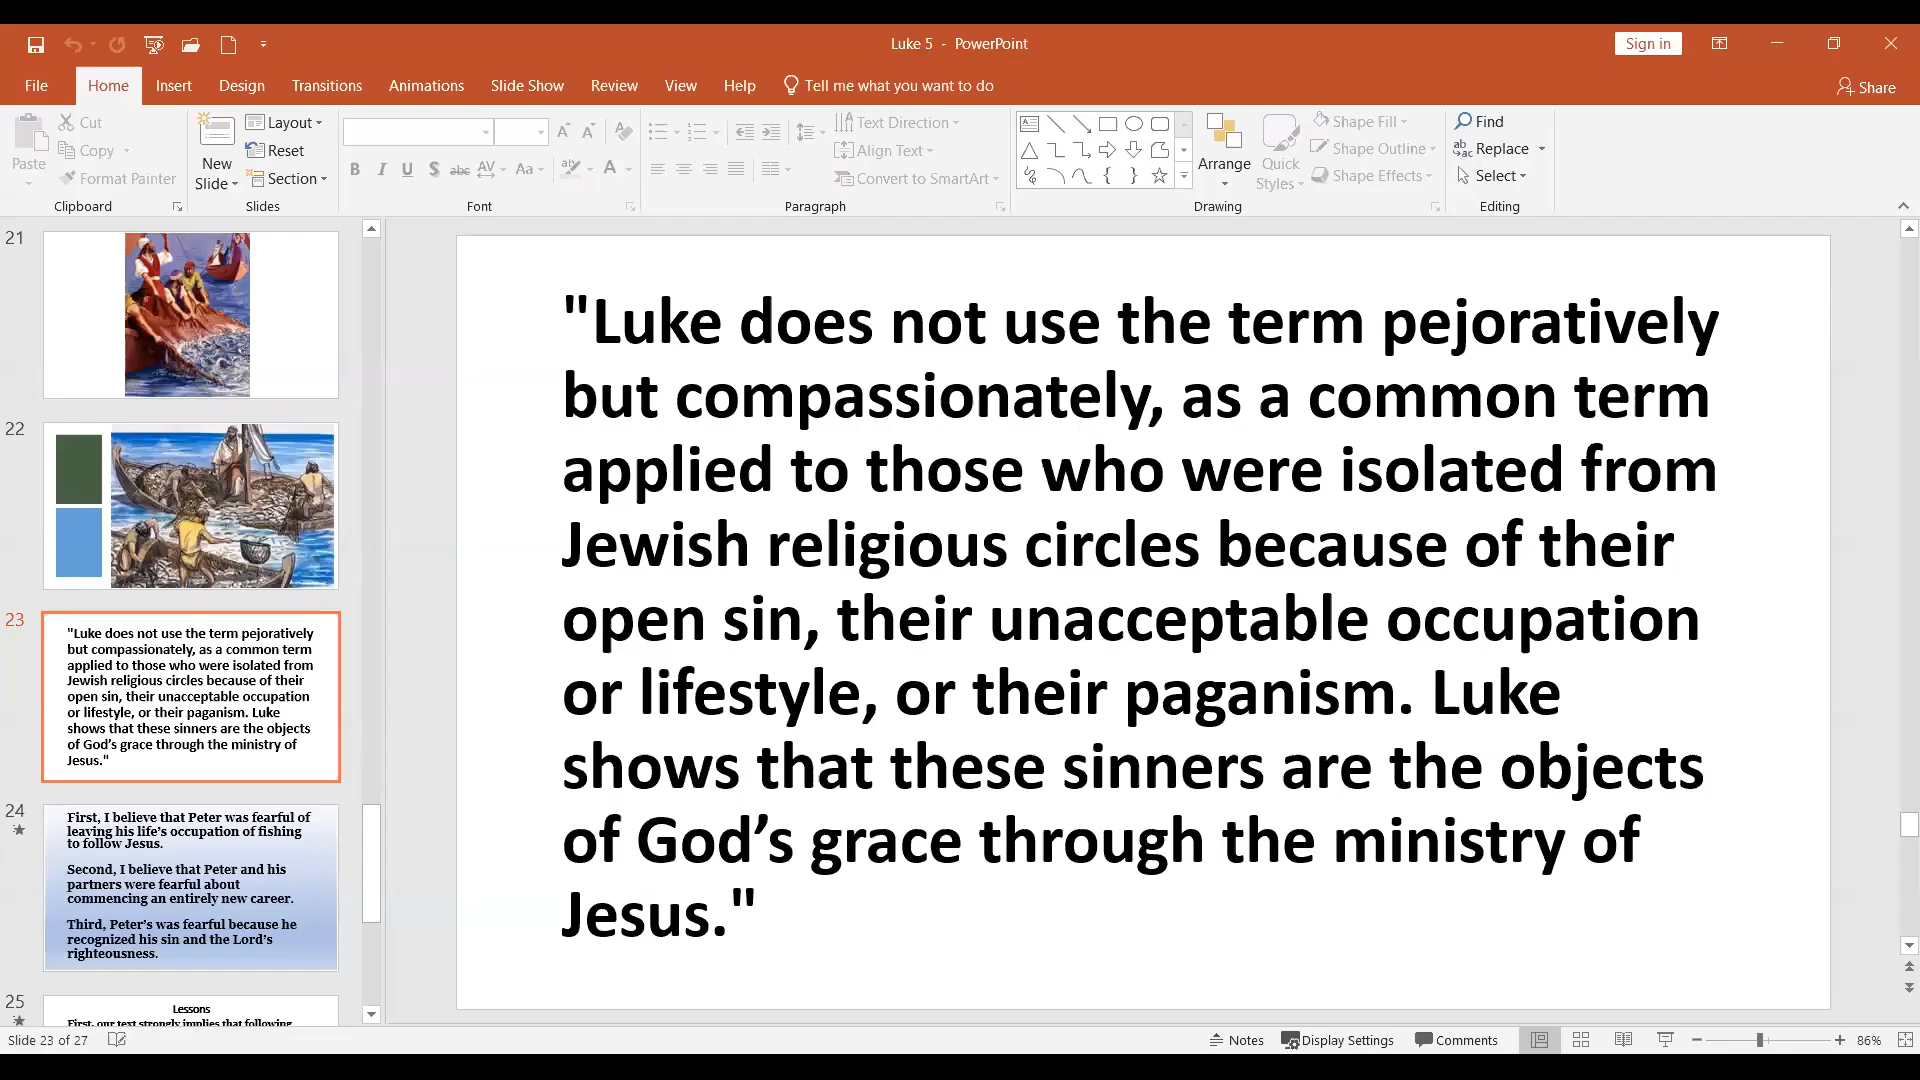 Luke 5 - PowerPoint
Sign in
File Home Insert Design Transitions Animations Slide Show Review View Help Tell me what you want to do Share
Paste
Cut
Copy
Format Painter
Clipboard
New Slide
Layout
Reset
Section
Slides
B I U S abc AV Aa A
Font
Text Direction
Align Text
Convert to SmartArt
Paragraph
Arrange
Quick Styles
Shape Fill
Shape Outline
Shape Effects
Drawing
Find
Replace
Select
Editing
21
22
23
"Luke does not use the term pejoratively
but compassionately, as a common term
applied to those who were isolated from
Jewish religious circles because of their
open sin, their unacceptable occupation
or lifestyle, or their paganism. Luke
shows that these sinners are the objects
of God’s grace through the ministry of
Jesus."
24
First, I believe that Peter was fearful of
leaving his life’s occupation of fishing
to follow Jesus.
Second, I believe that Peter and his
partners were fearful about
commencing an entirely new career.
Third, Peter’s was fearful because he
recognized his sin and the Lord’s
righteousness.
25
Lessons
First, our text strongly implies that following
"Luke does not use the term pejoratively
but compassionately, as a common term
applied to those who were isolated from
Jewish religious circles because of their
open sin, their unacceptable occupation
or lifestyle, or their paganism. Luke
shows that these sinners are the objects
of God’s grace through the ministry of
Jesus."
Slide 23 of 27
Notes Display Settings Comments 86%